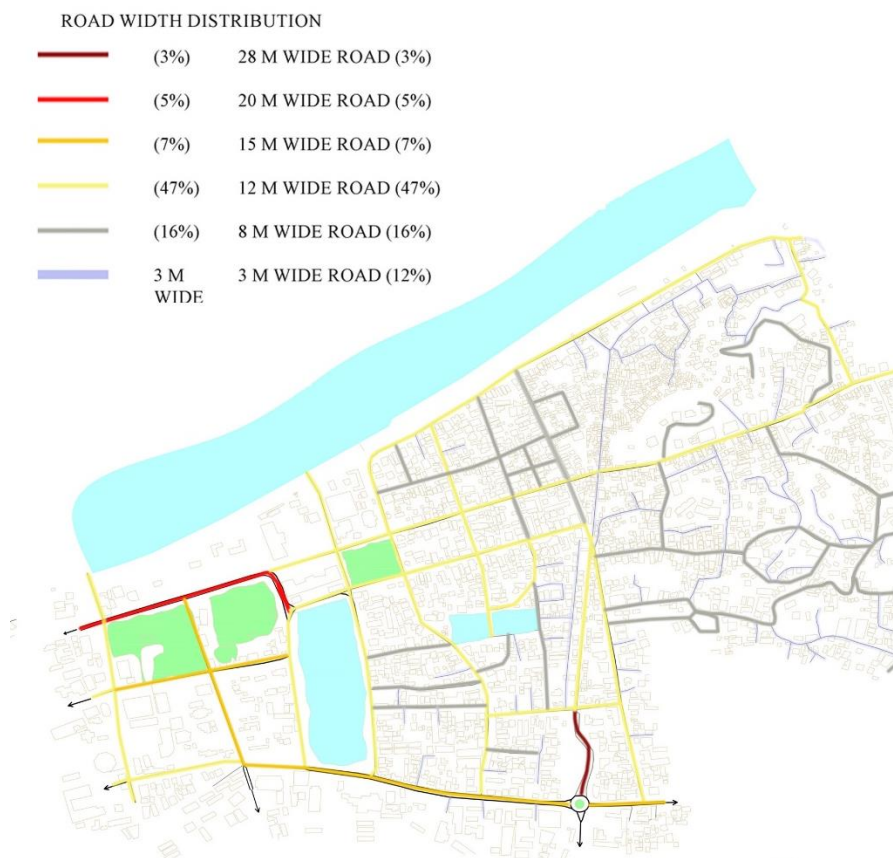 ROAD WIDTH DISTRIBUTION
(3%) 28 M WIDE ROAD (3%)
(5%) 20 M WIDE ROAD (5%)
(7%) 15 M WIDE ROAD (7%)
(47%) 12 M WIDE ROAD (47%)
(16%) 8 M WIDE ROAD (16%)
3 M 3 M WIDE ROAD (12%)
WIDE